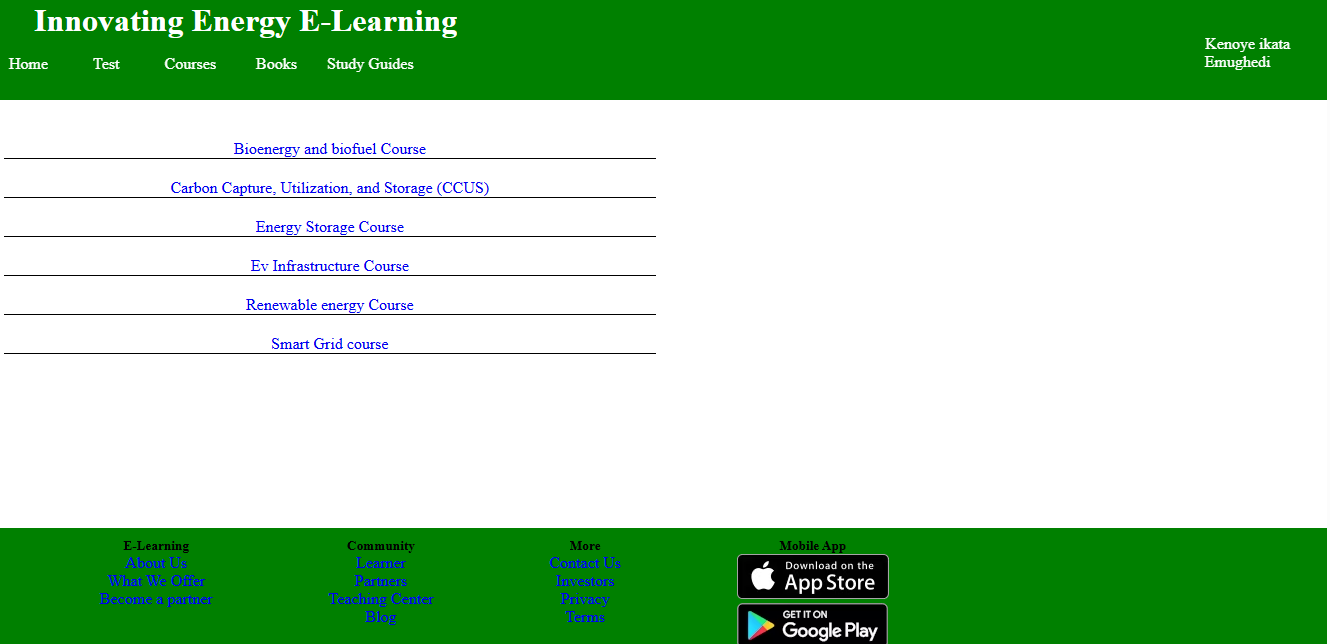 Innovating Energy E-Learning
Home Test Courses Books Study Guides
Kenoye ikata
Emughedi
Bioenergy and biofuel Course
Carbon Capture, Utilization, and Storage (CCUS)
Energy Storage Course
Ev Infrastructure Course
Renewable energy Course
Smart Grid course
E-Learning
About Us
What We Offer
Become a partner
Community
Learner
Partners
Teaching Center
Blog
More
Contact Us
Investors
Privacy
Terms
Mobile App
Download on the
App Store
GET IT ON
Google Play